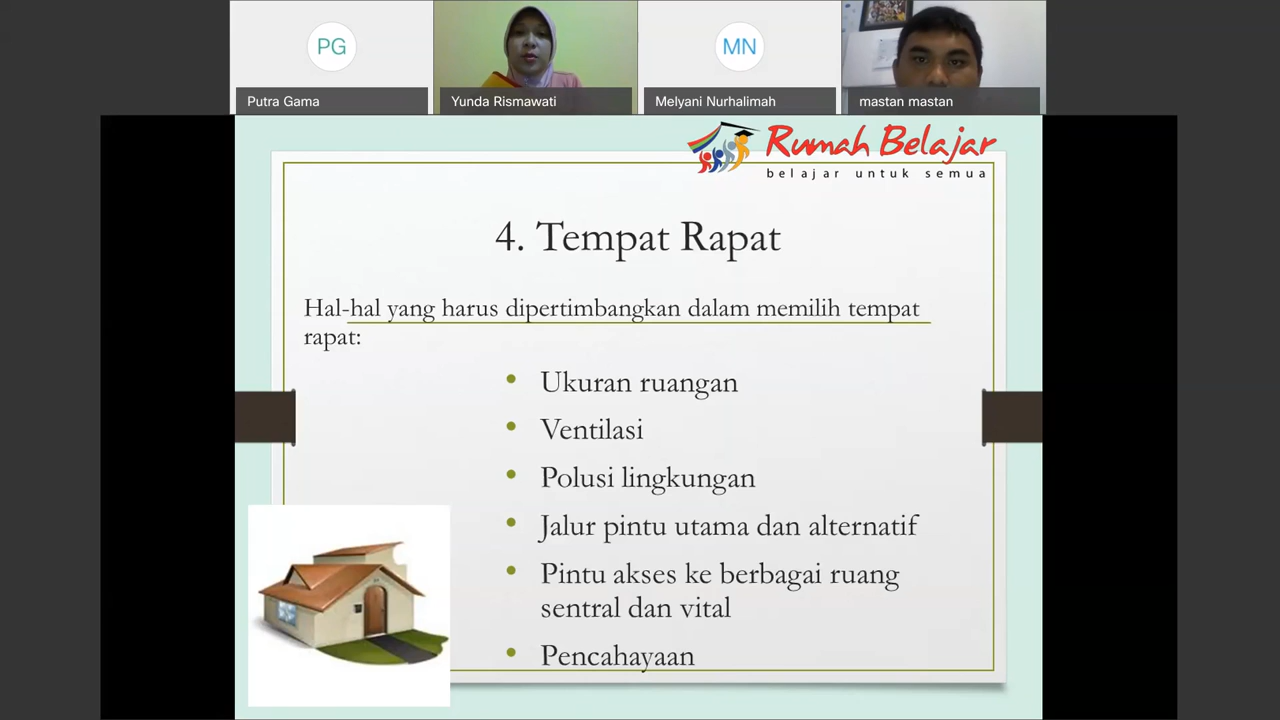 PG
MN
Putra Gama
Yunda Rismawati
Melyani Nurhalimah
mastan mastan
Rumah Belajar
belajar untuk semua
4. Tempat Rapat
Hal-hal yang harus dipertimbangkan dalam memilih tempat
rapat:
• Ukuran ruangan
• Ventilasi
• Polusi lingkungan
• Jalur pintu utama dan alternatif
• Pintu akses ke berbagai ruang
sentral dan vital
• Pencahayaan